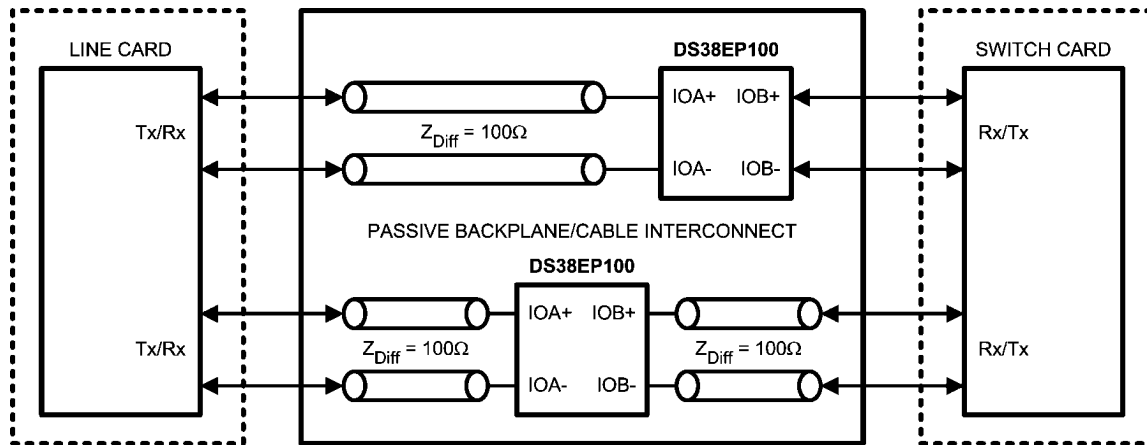 LINE CARD
DS38EP100
SWITCH CARD
IOA+ IOB+
Tx/Rx
Z_Diff = 100Ω
Rx/Tx
IOA- IOB-
PASSIVE BACKPLANE/CABLE INTERCONNECT
DS38EP100
IOA+ IOB+
Tx/Rx
Z_Diff = 100Ω
Z_Diff = 100Ω
Rx/Tx
IOA- IOB-